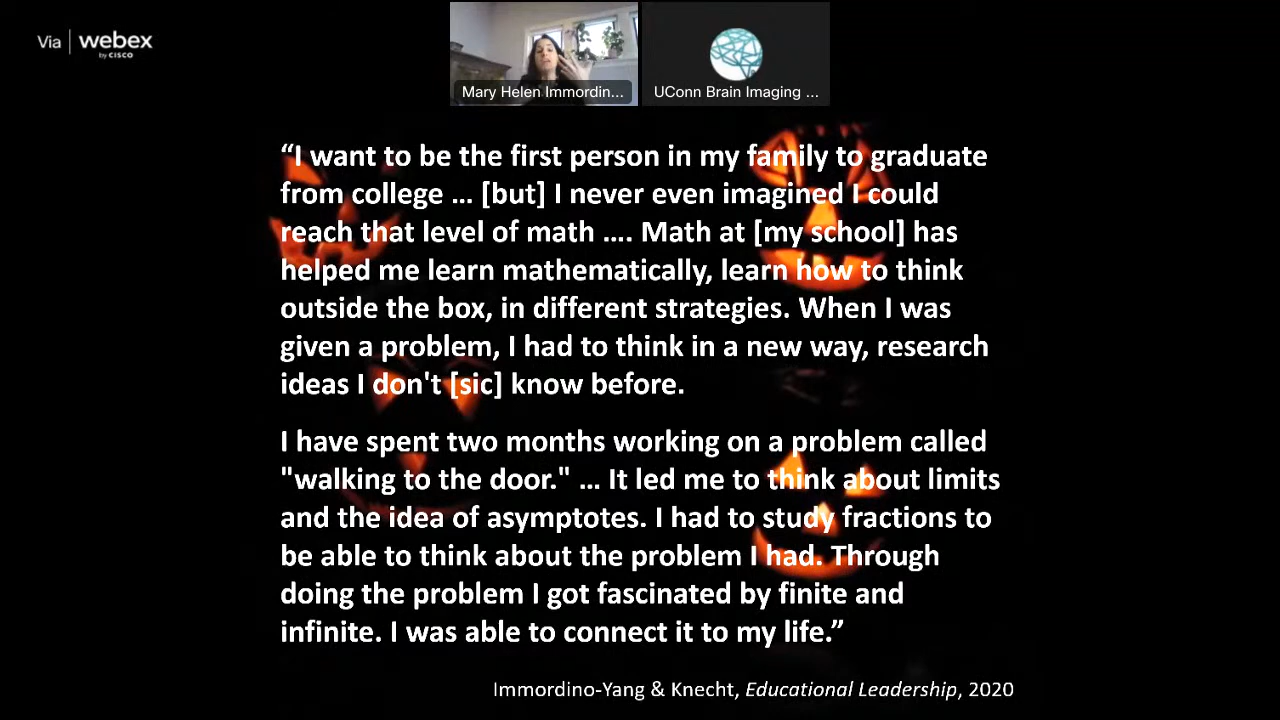 Via webex
by CISCO
Mary Helen Immordin...
UConn Brain Imaging ...
“I want to be the first person in my family to graduate
from college ... [but] I never even imagined I could
reach that level of math .... Math at [my school] has
helped me learn mathematically, learn how to think
outside the box, in different strategies. When I was
given a problem, I had to think in a new way, research
ideas I don't [sic] know before.
I have spent two months working on a problem called
"walking to the door." ... It led me to think about limits
and the idea of asymptotes. I had to study fractions to
be able to think about the problem I had. Through
doing the problem I got fascinated by finite and
infinite. I was able to connect it to my life.”
Immordino-Yang & Knecht, Educational Leadership, 2020